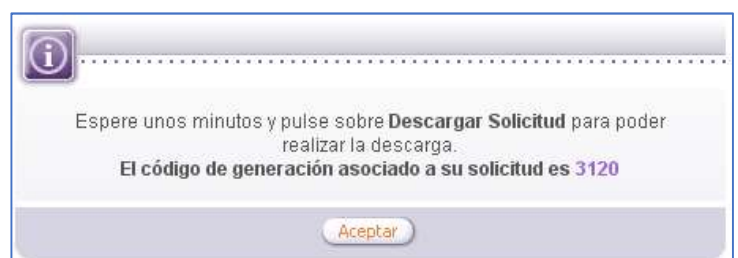 Espere unos minutos y pulse sobre Descargar Solicitud para poder
realizar la descarga.
El código de generación asociado a su solicitud es 3120
Aceptar